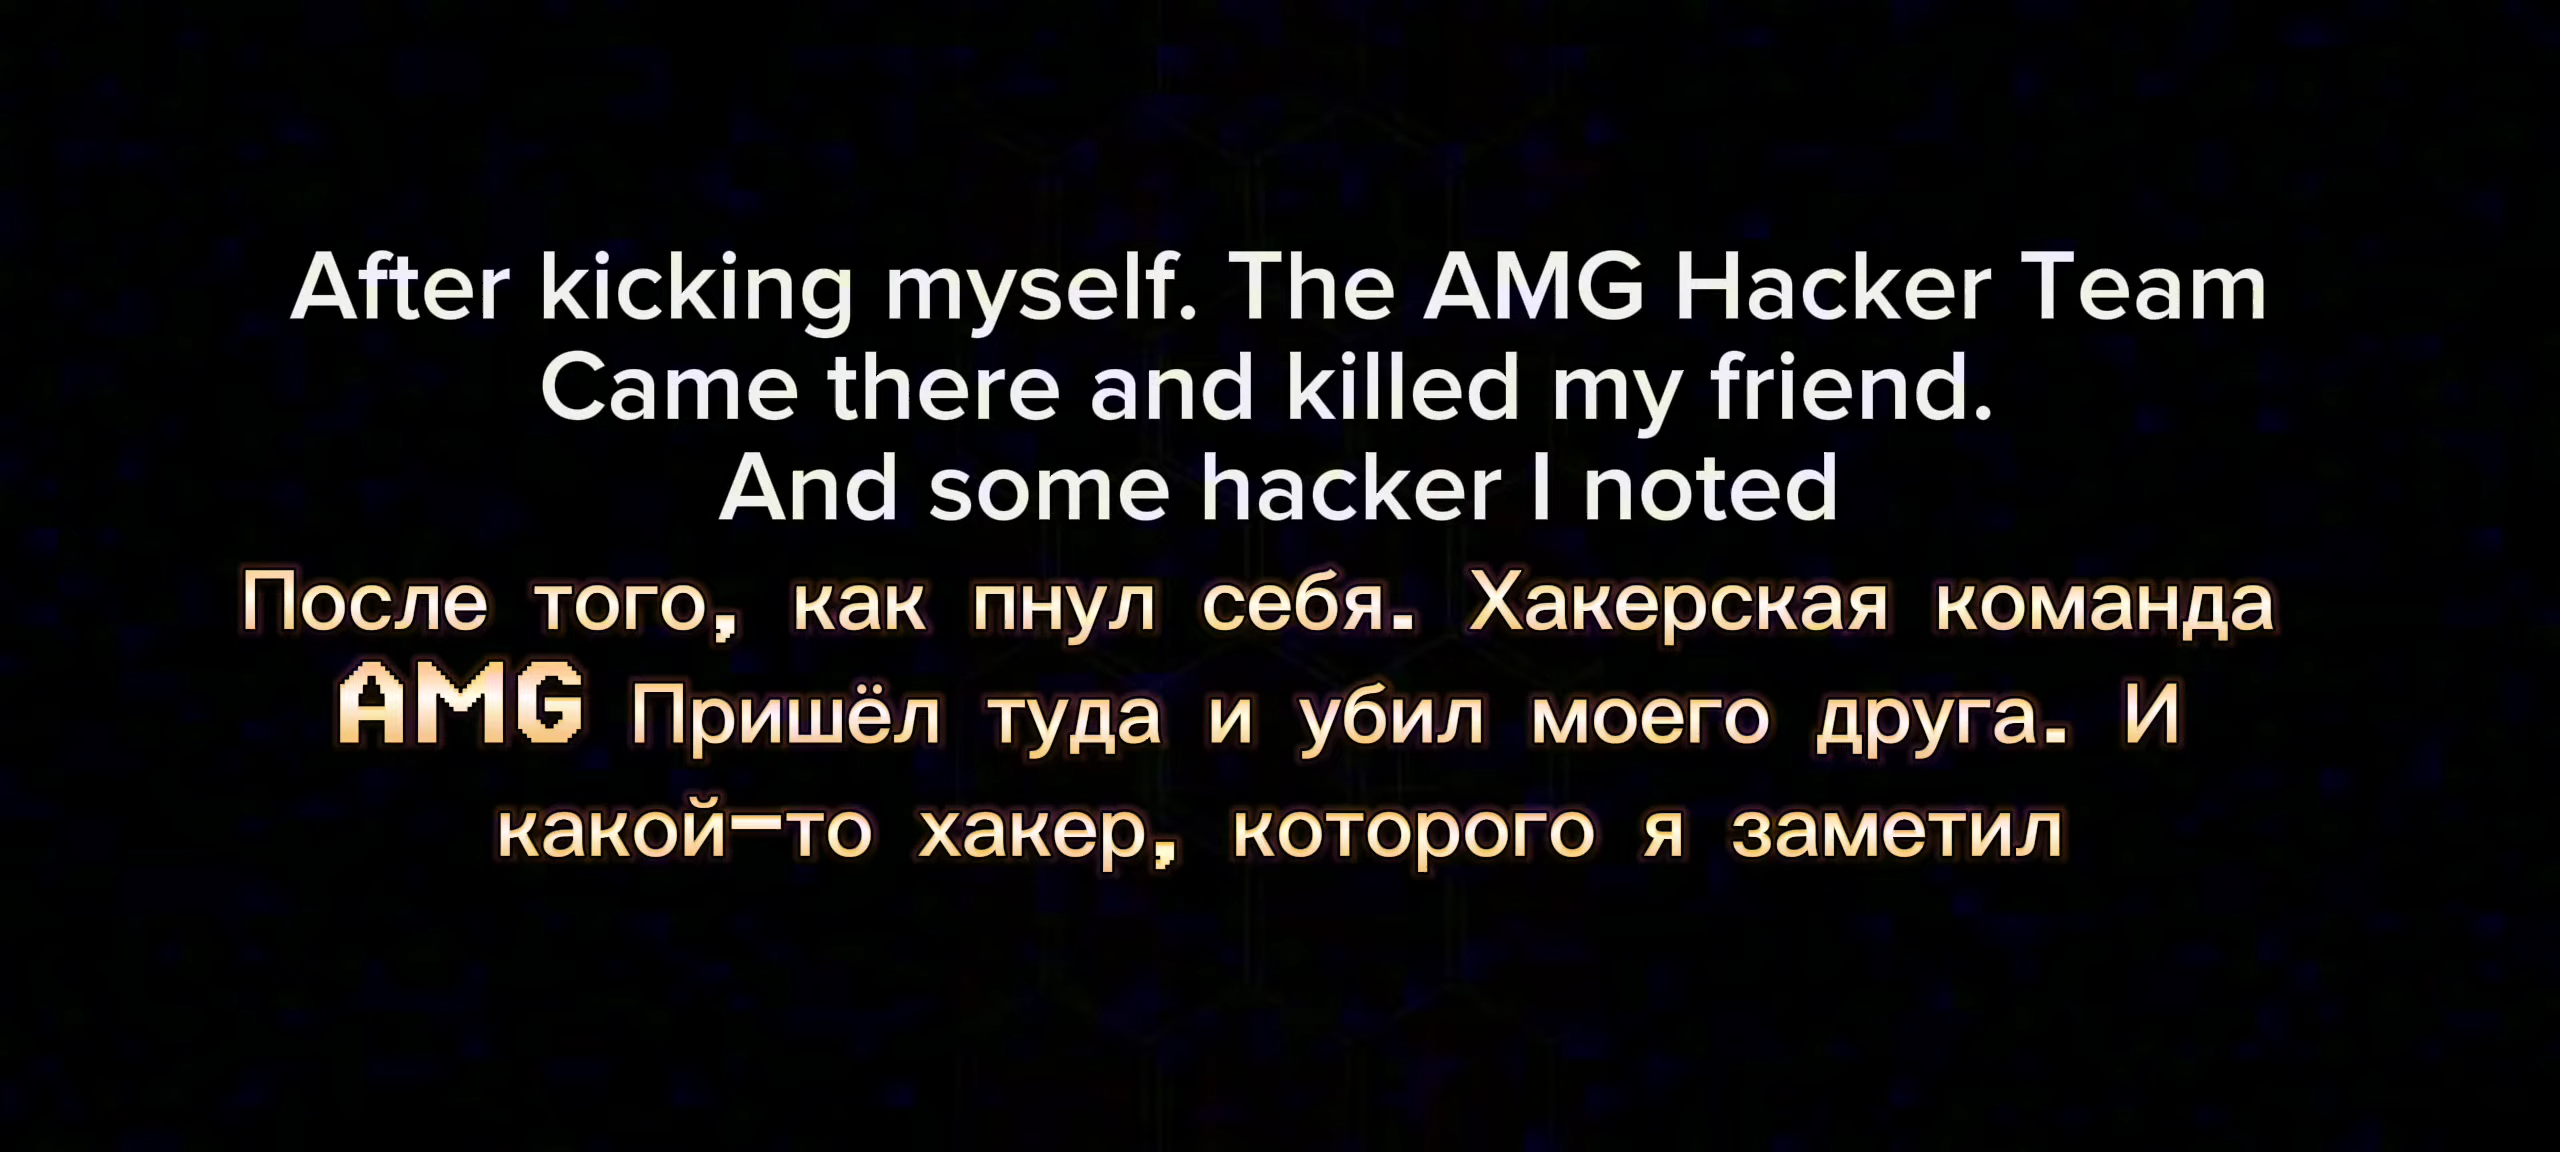 After kicking myself. The AMG Hacker Team
Came there and killed my friend.
And some hacker I noted
После того, как пнул себя. Хакерская команда
AMG Пришёл туда и убил моего друга. И
какой-то хакер, которого я заметил